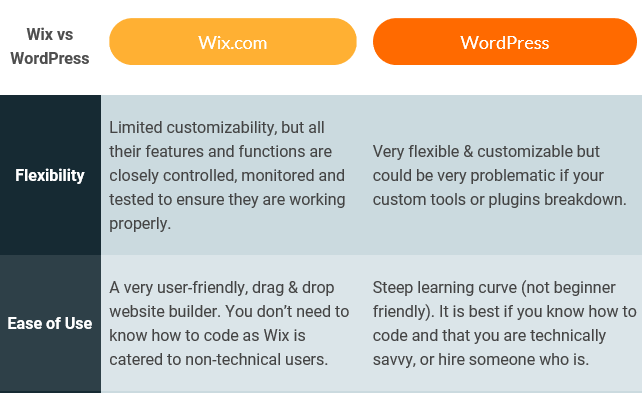 Wix vs
WordPress
Wix.com
WordPress
Flexibility
Limited customizability, but all
their features and functions are
closely controlled, monitored and
tested to ensure they are working
properly.
Very flexible & customizable but
could be very problematic if your
custom tools or plugins breakdown.
Ease of Use
A very user-friendly, drag & drop
website builder. You don't need to
know how to code as Wix is
catered to non-technical users.
Steep learning curve (not beginner
friendly). It is best if you know how to
code and that you are technically
savvy, or hire someone who is.